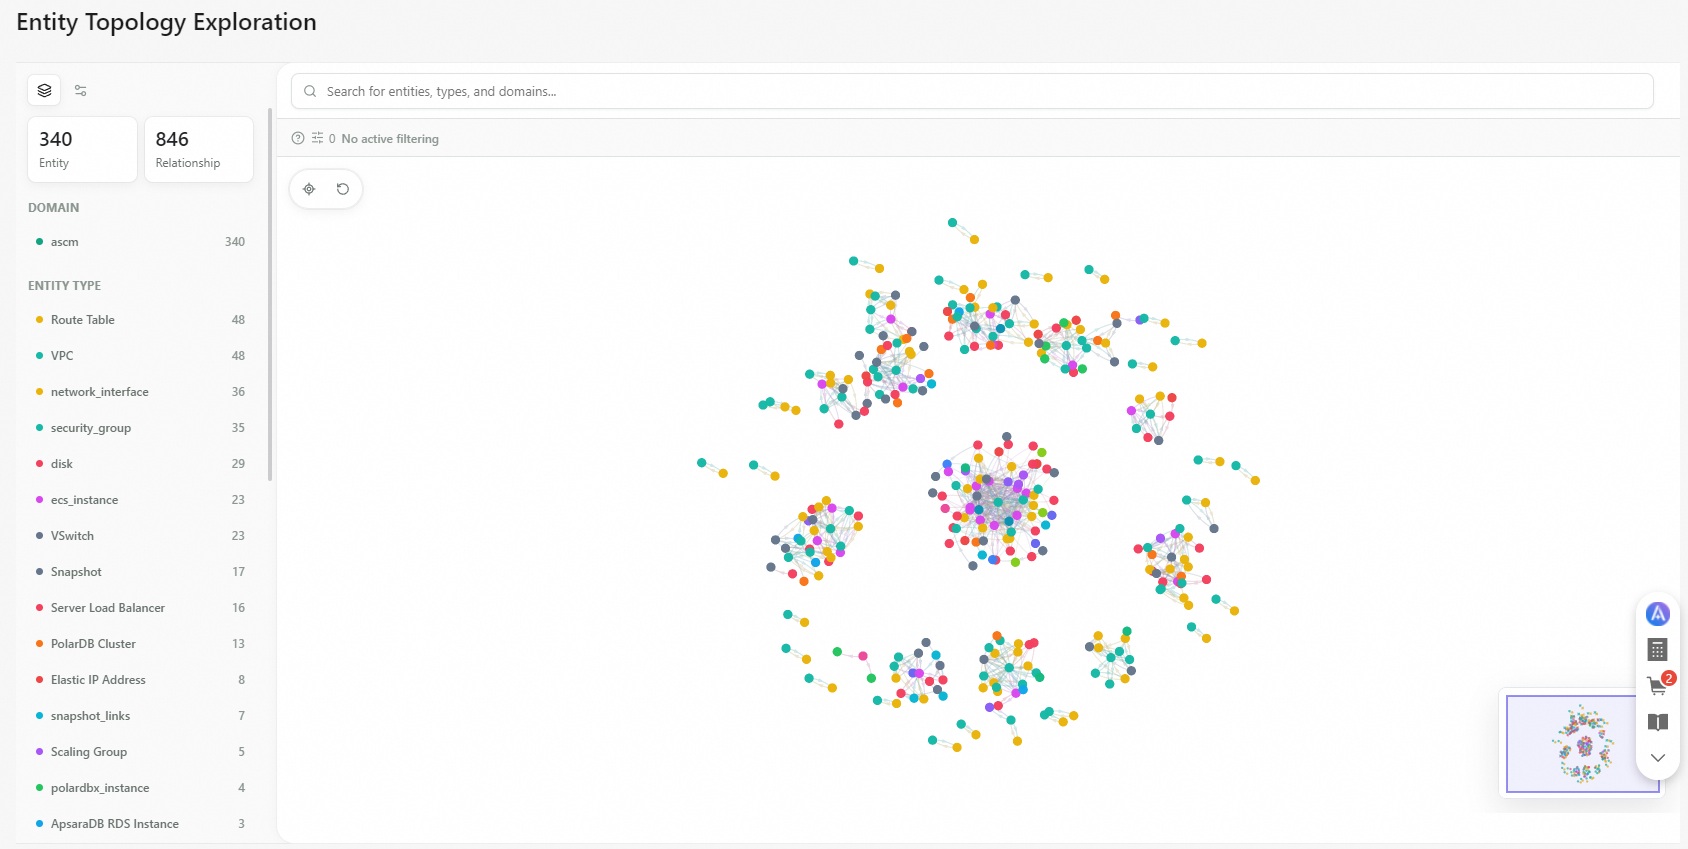 Entity Topology Exploration
340
Entity
846
Relationship
DOMAIN
ascm 340
ENTITY TYPE
Route Table 48
VPC 48
network_interface 36
security_group 35
disk 29
ecs_instance 23
VSwitch 23
Snapshot 17
Server Load Balancer 16
PolarDB Cluster 13
Elastic IP Address 8
snapshot_links 7
Scaling Group 5
polardbx_instance 4
ApsaraDB RDS Instance 3
Search for entities, types, and domains...
0 No active filtering
2